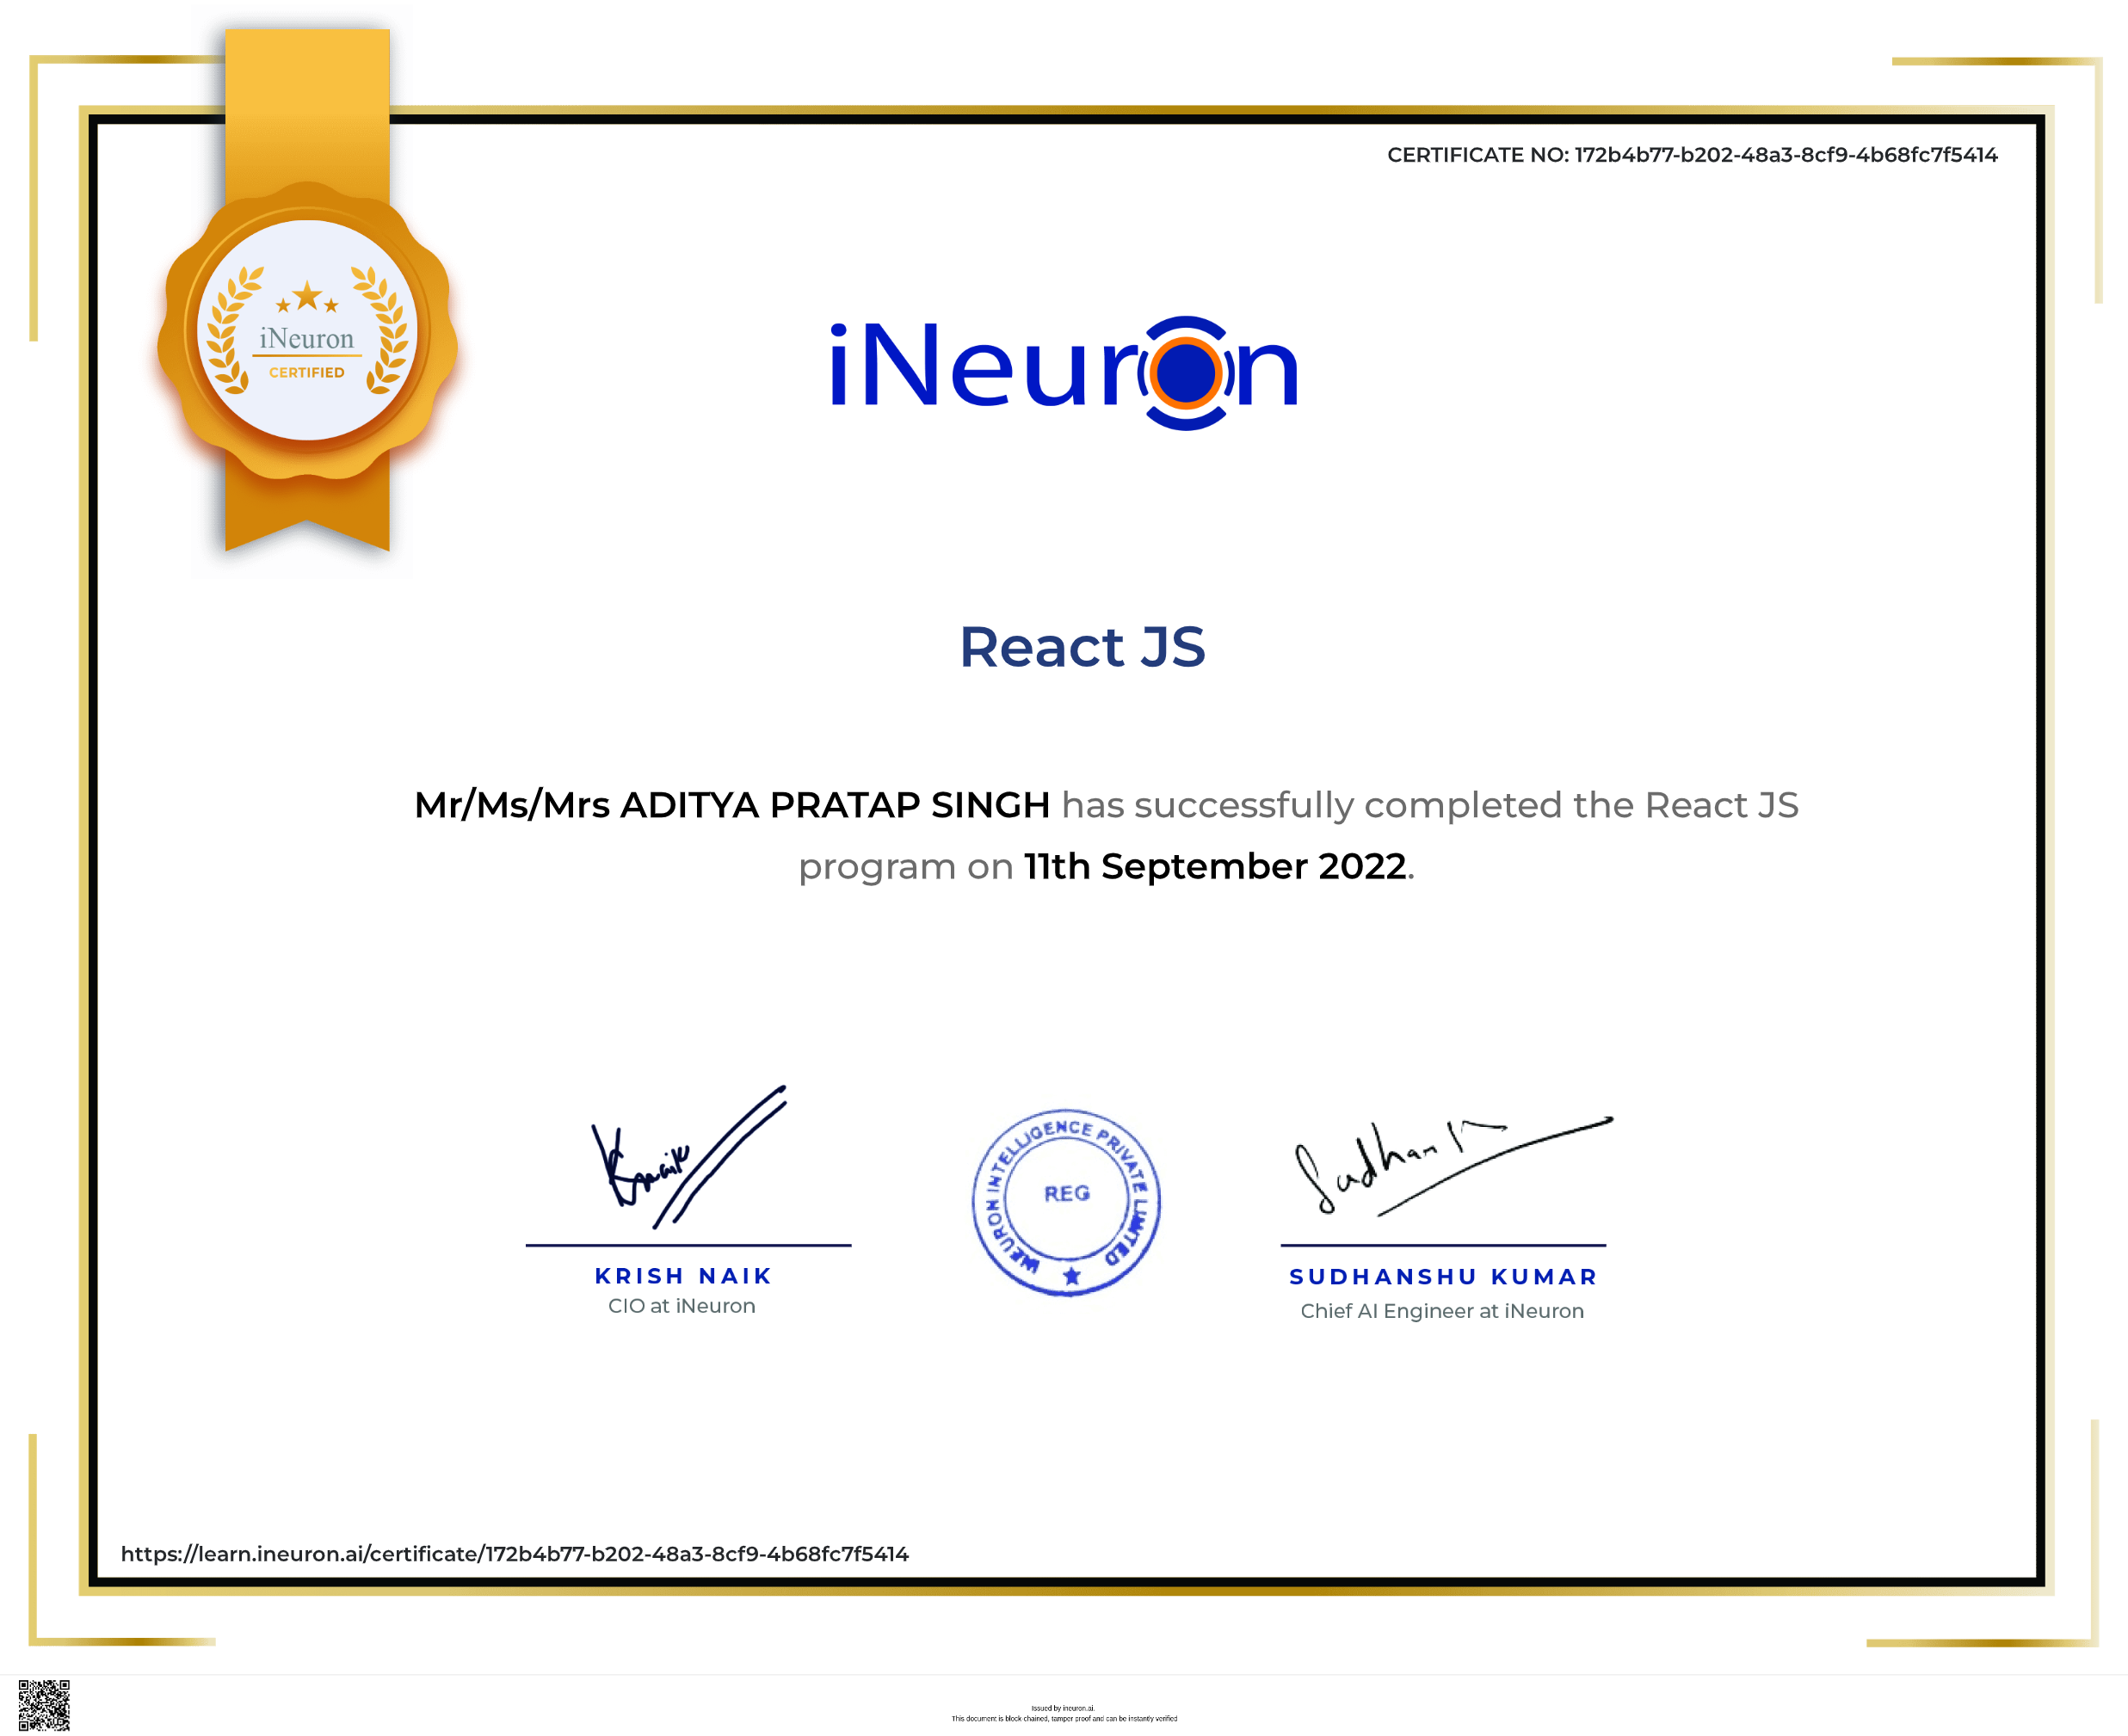 CERTIFICATE NO: 172b4b77-b202-48a3-8cf9-4b68fc7f5414
iNeuron
CERTIFIED
iNeuron
React JS
Mr/Ms/Mrs ADITYA PRATAP SINGH has successfully completed the React JS
program on 11th September 2022.
INEURON INTELLIGENCE PRIVATE LIMITED
REG
KRISH NAIK
CIO at iNeuron
SUDHANSHU KUMAR
Chief AI Engineer at iNeuron
https://learn.ineuron.ai/certificate/172b4b77-b202-48a3-8cf9-4b68fc7f5414
Issued by ineuron.ai.
This document is block-chained, tamper proof and can be instantly verified